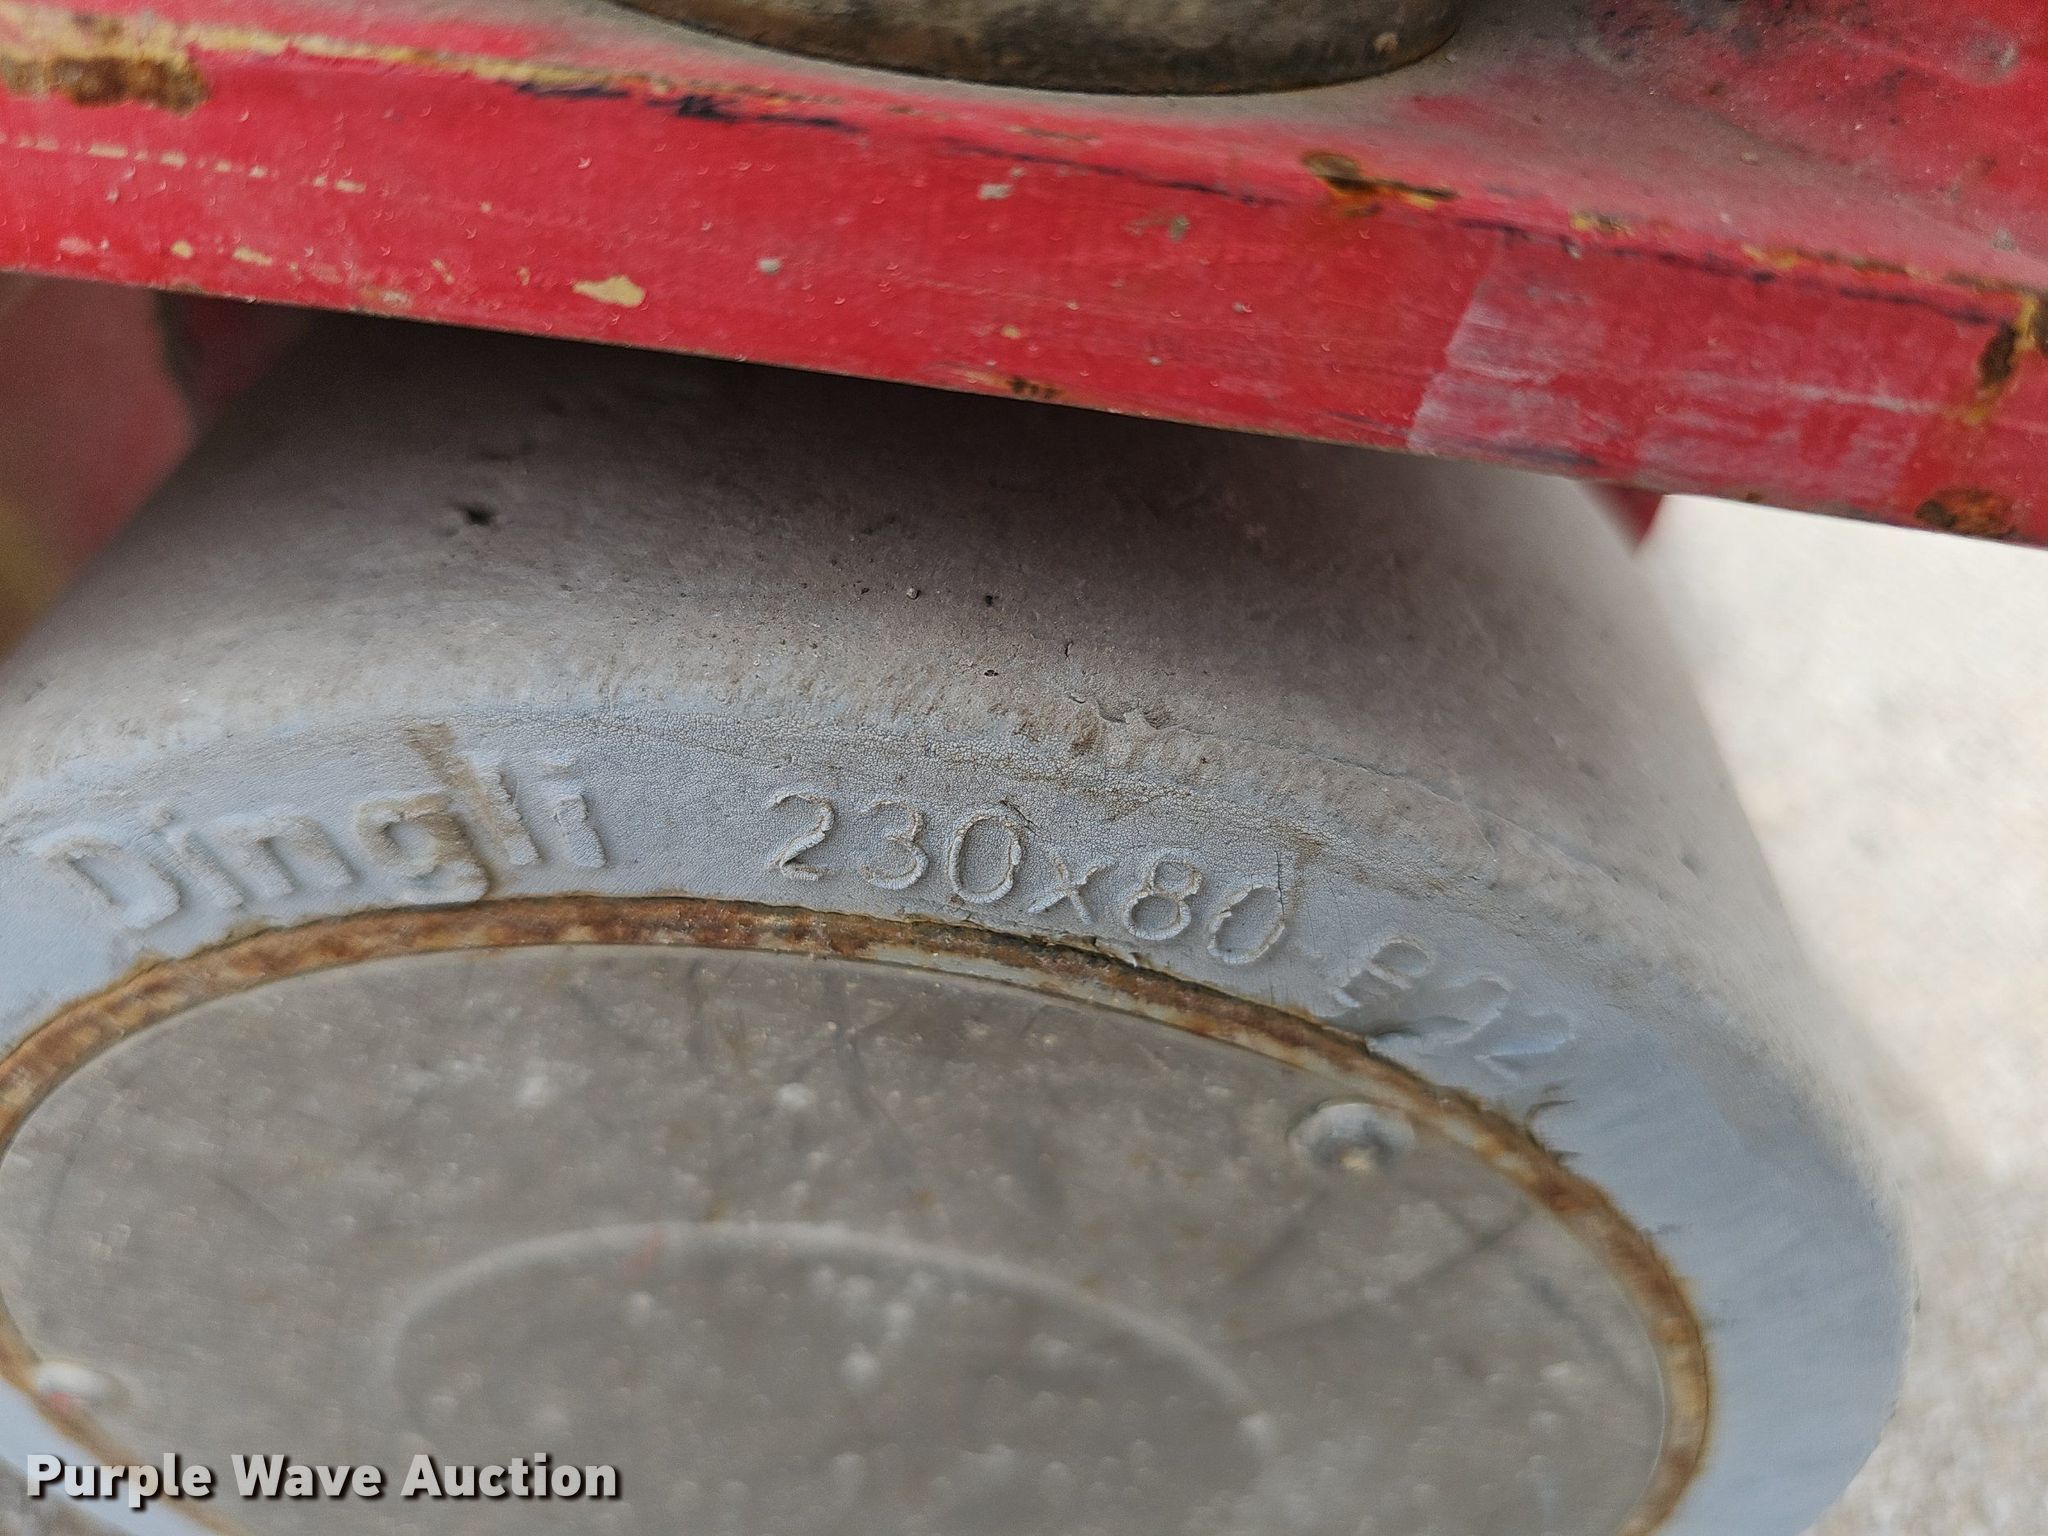 Dingli 230x80
Purple Wave Auction